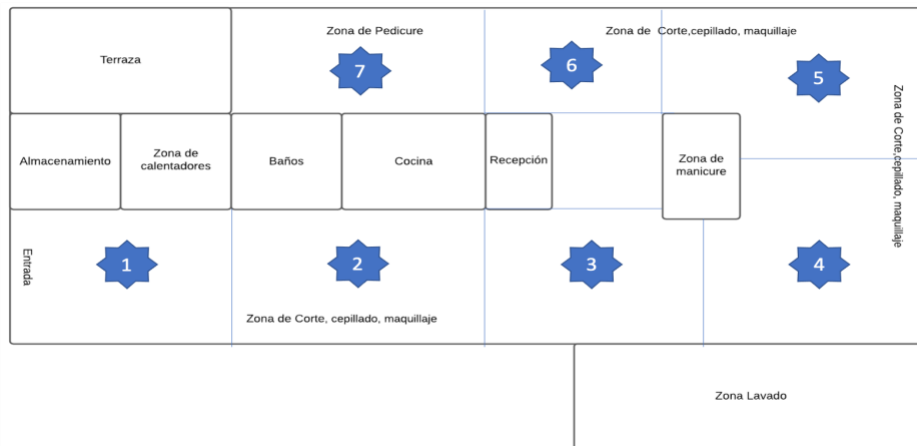 Terraza
Zona de Pedicure
7
6
Zona de Corte,cepillado, maquillaje
5
Zona de Corte,cepillado, maquillaje
Almacenamiento
Zona de
calentadores
Baños
Cocina
Recepción
Zona de
manicure
Entrada
1
2
3
4
Zona de Corte, cepillado, maquillaje
Zona Lavado